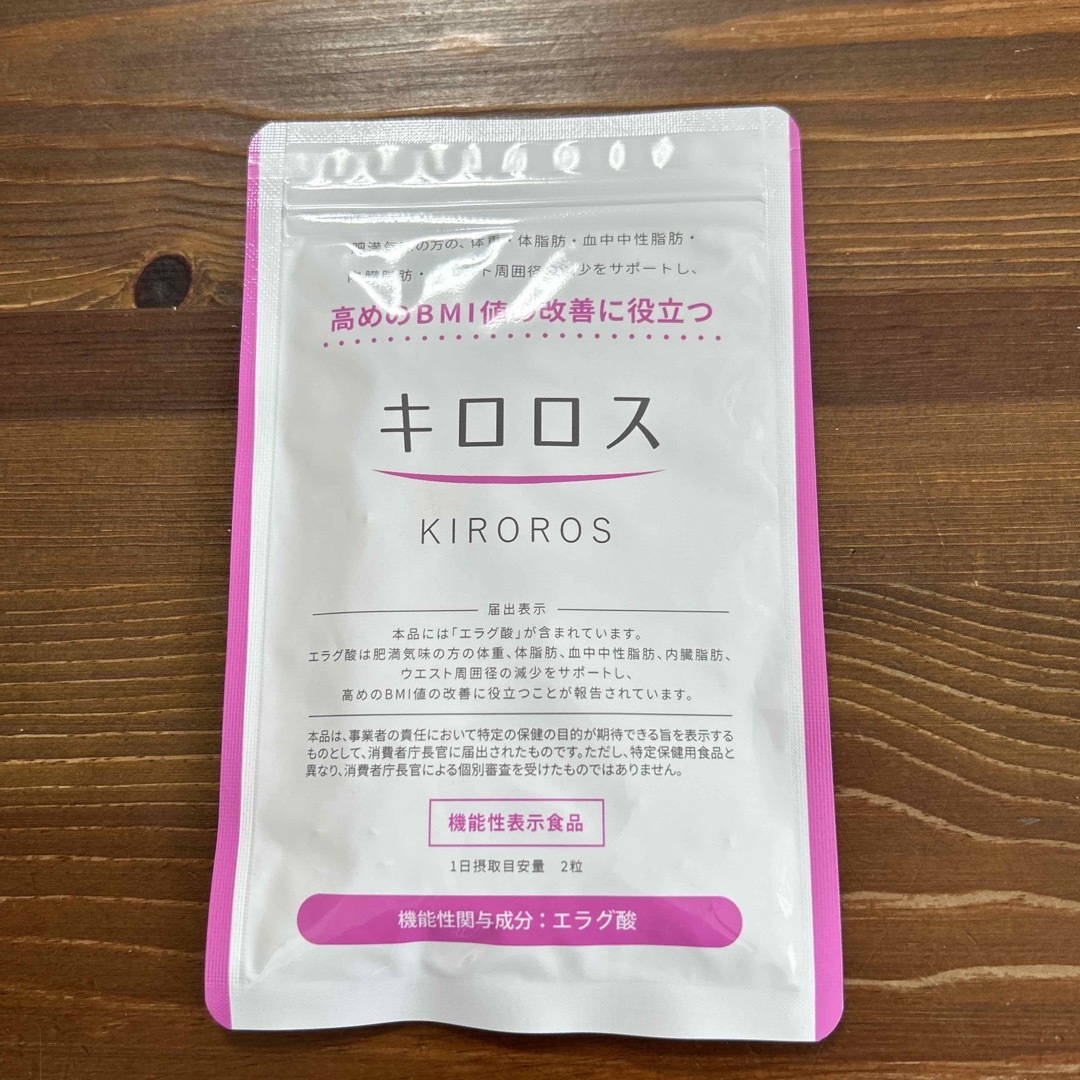 肥満気味の方の、体重・体脂肪・血中中性脂肪・
内臓脂肪・ウエスト周囲径の減少をサポートし、
高めのBMI値の改善に役立つ
キロロス
KIROROS
届出表示
本品には「エラグ酸」が含まれています。
エラグ酸は肥満気味の方の体重、体脂肪、血中中性脂肪、内臓脂肪、
ウエスト周囲径の減少をサポートし、
高めのBMI値の改善に役立つことが報告されています。
本品は、事業者の責任において特定の保健の目的が期待できる旨を表示する
ものとして、消費者庁長官に届出されたものです。ただし、特定保健用食品と
異なり、消費者庁長官による個別審査を受けたものではありません。
機能性表示食品
1日摂取目安量 2粒
機能性関与成分：エラグ酸